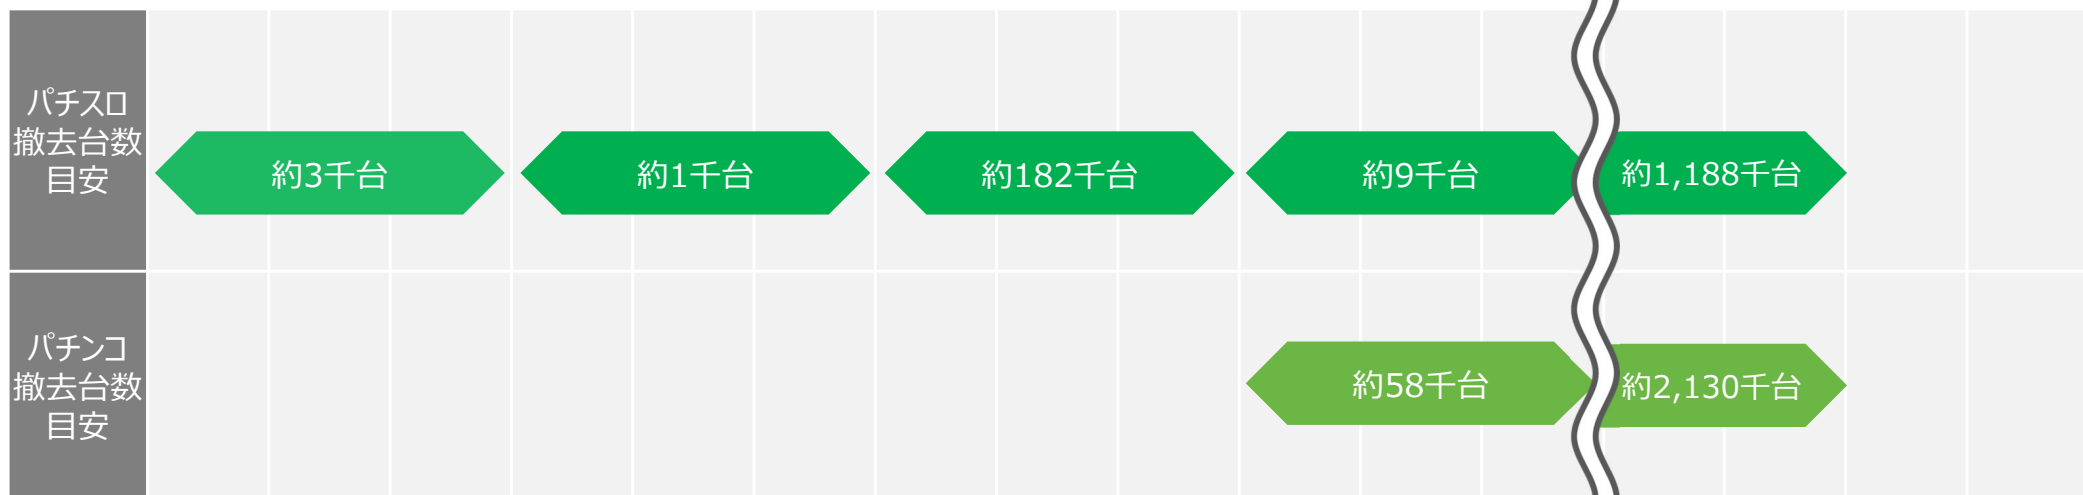 パチスロ
撤去台数
目安
約3千台
約1千台
約182千台
約9千台
約1,188千台
パチンコ
撤去台数
目安
約58千台
約2,130千台